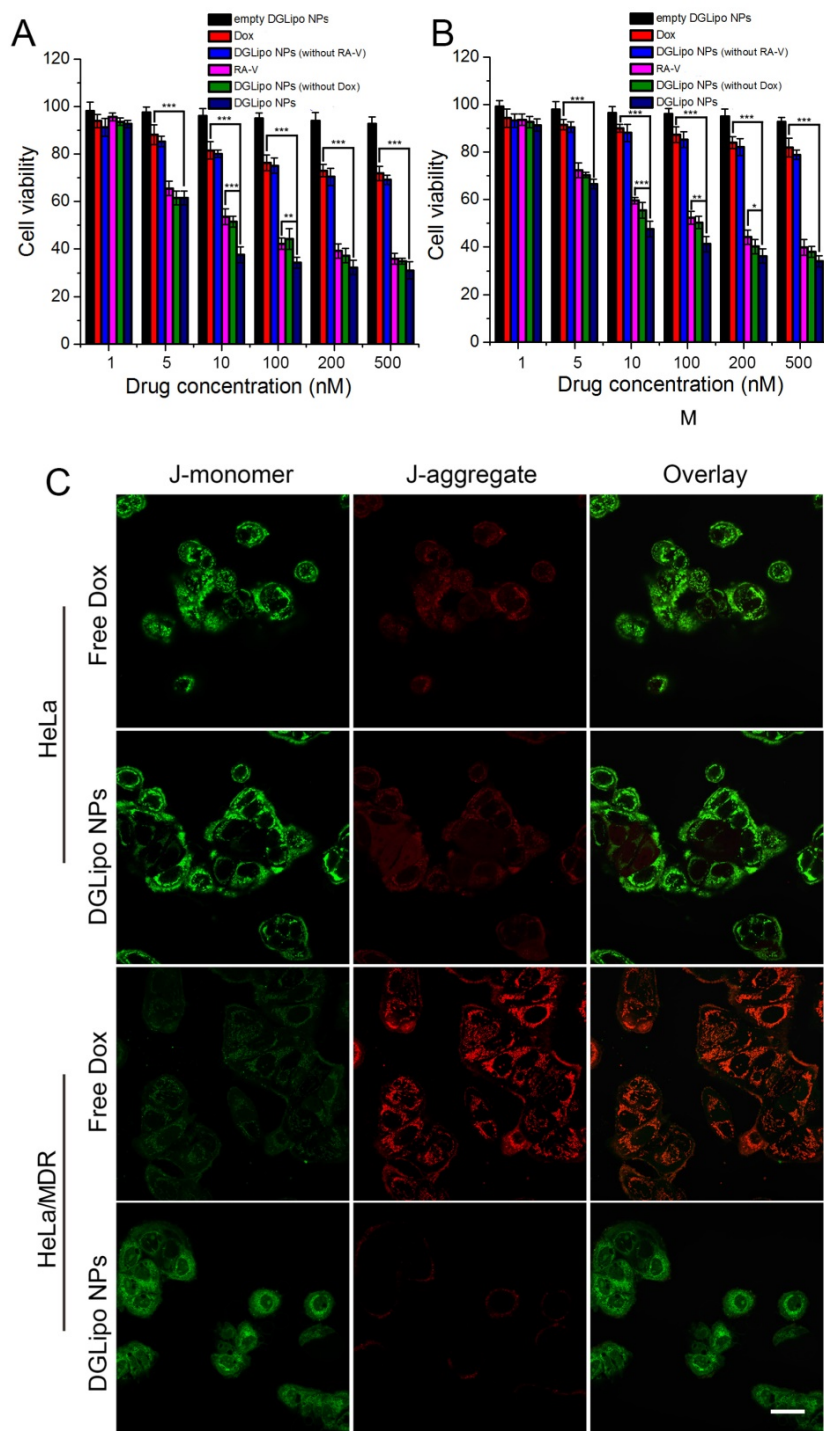 A
empty DGLipo NPs
Dox
DGLipo NPs (without RA-V)
RA-V
DGLipo NPs (without Dox)
DGLipo NPs
120
100
80
60
40
20
0
Cell viability
***
***
***
***
***
***
**
1 5 10 100 200 500
Drug concentration (nM)
B
empty DGLipo NPs
Dox
DGLipo NPs (without RA-V)
RA-V
DGLipo NPs (without Dox)
DGLipo NPs
120
100
80
60
40
20
0
Cell viability
***
***
***
***
***
***
**
*
1 5 10 100 200 500
Drug concentration (nM)
M
C
J-monomer J-aggregate Overlay
HeLa
Free Dox
DGLipo NPs
HeLa/MDR
Free Dox
DGLipo NPs